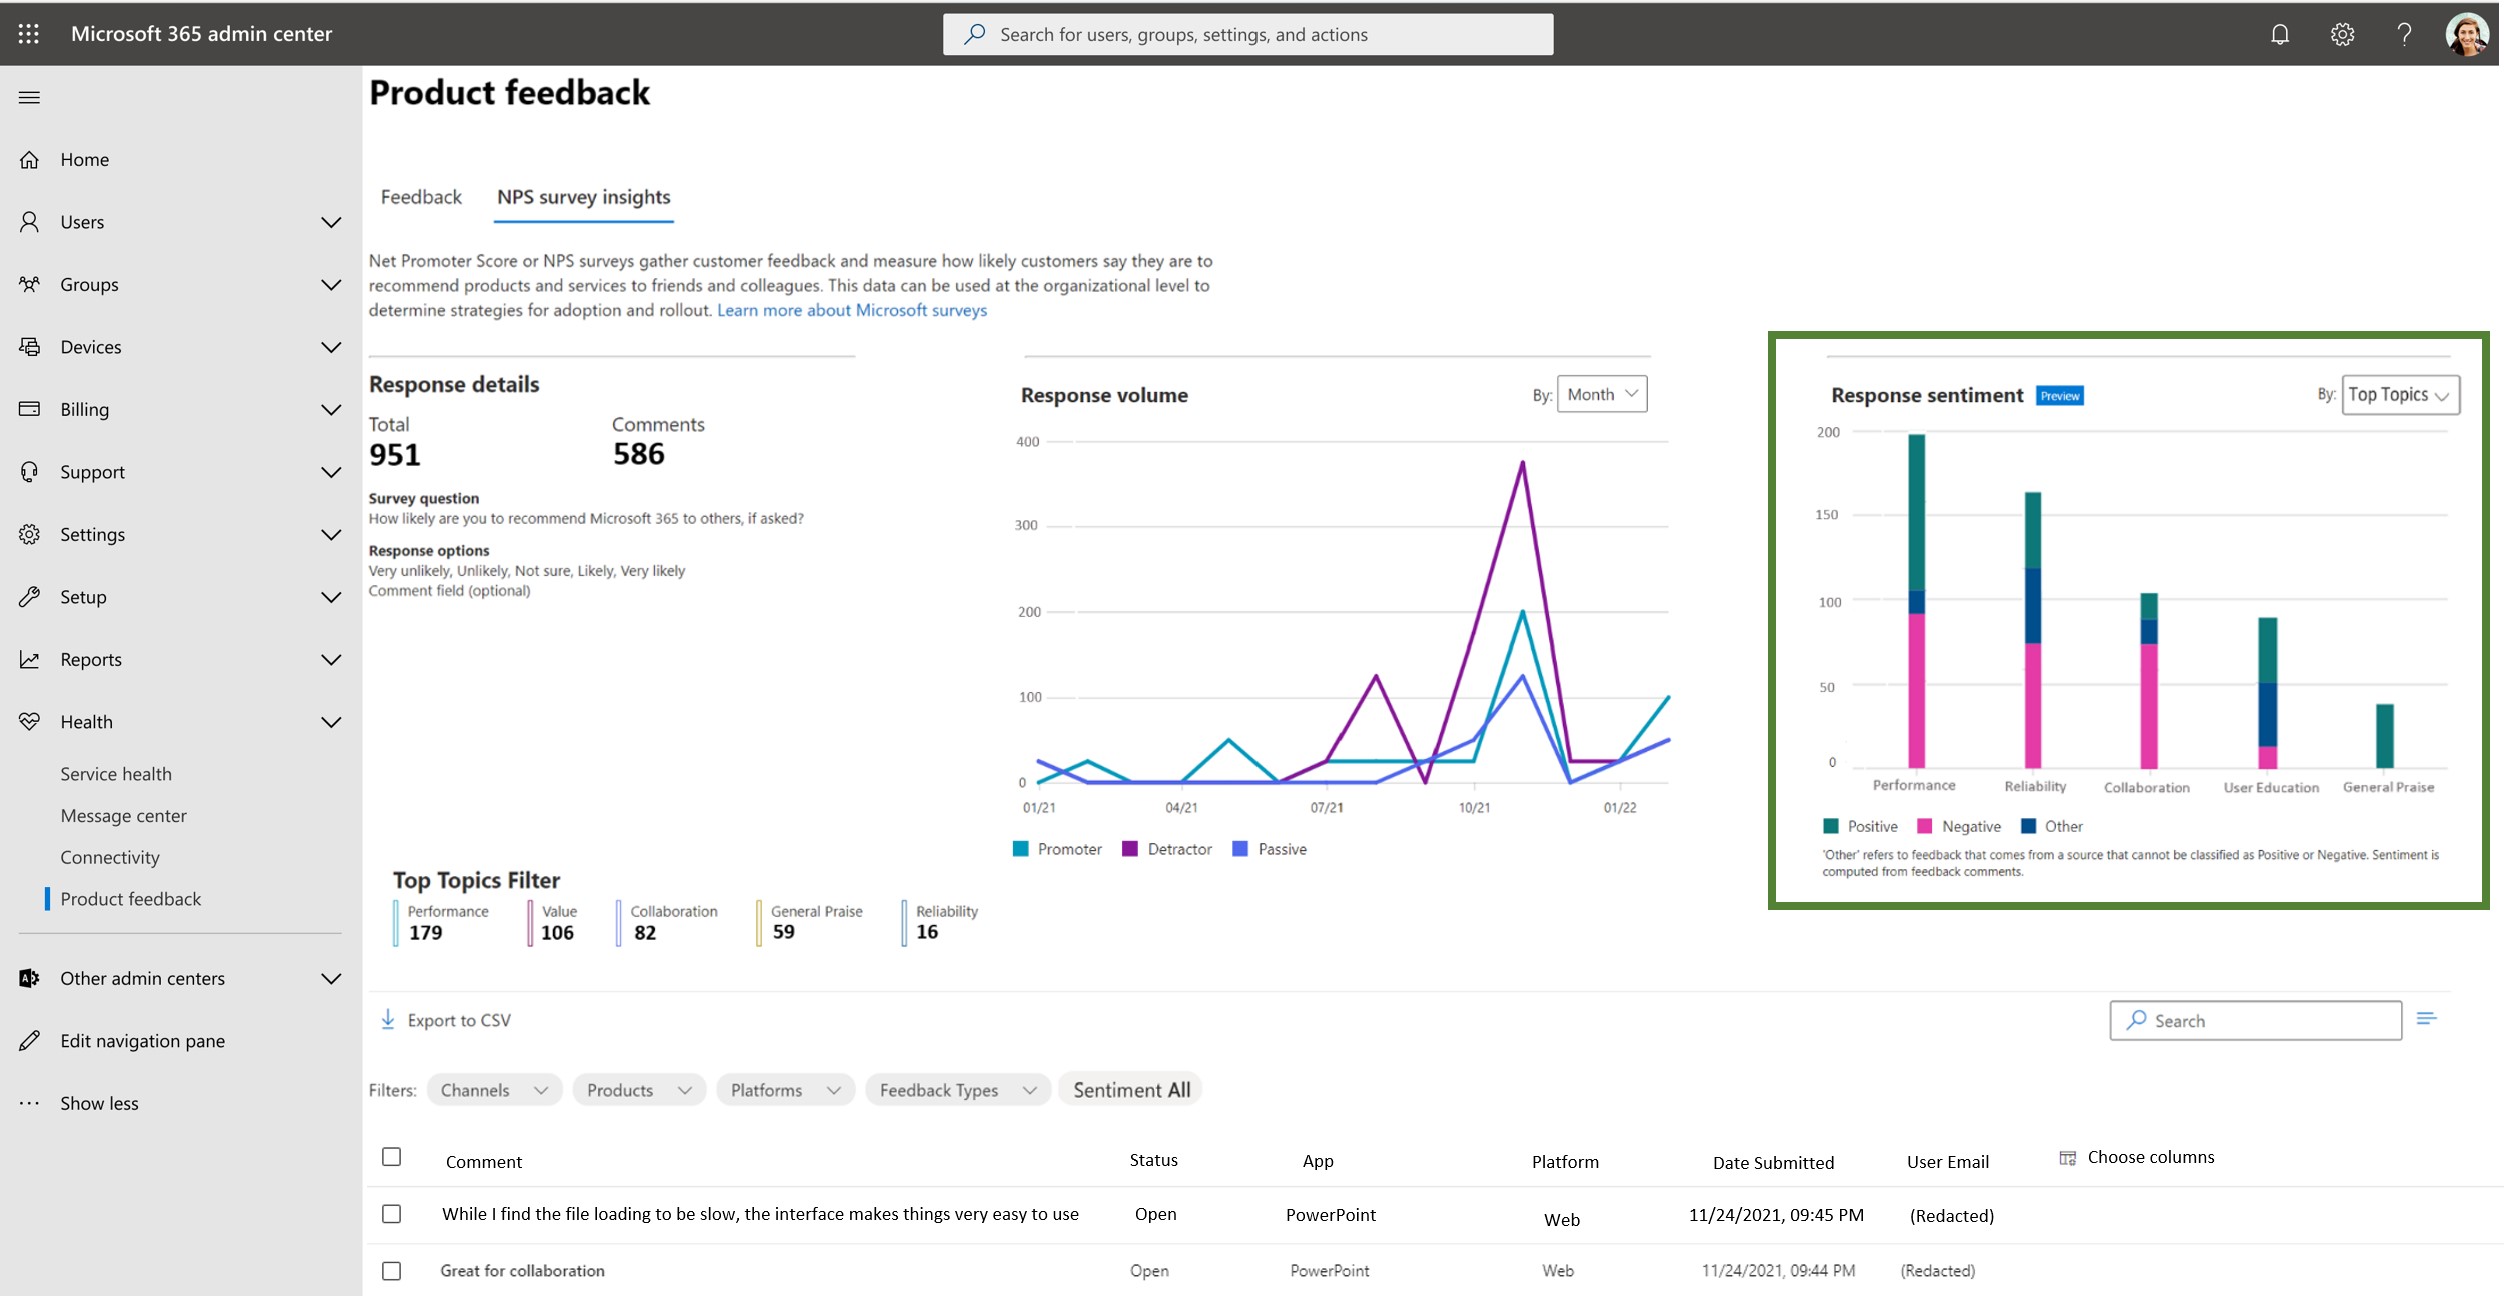 Microsoft 365 admin center
Search for users, groups, settings, and actions
Home
Users
Groups
Devices
Billing
Support
Settings
Setup
Reports
Health
Service health
Message center
Connectivity
Product feedback
Other admin centers
Edit navigation pane
Show less
Product feedback
Feedback
NPS survey insights
Net Promoter Score or NPS surveys gather customer feedback and measure how likely customers say they are to
recommend products and services to friends and colleagues. This data can be used at the organizational level to
determine strategies for adoption and rollout. Learn more about Microsoft surveys
Response details
Total
951
Comments
586
Survey question
How likely are you to recommend Microsoft 365 to others, if asked?
Response options
Very unlikely, Unlikely, Not sure, Likely, Very likely
Comment field (optional)
Response volume
By: Month
400
300
200
100
0
01/21 04/21 07/21 10/21 01/22
Promoter Detractor Passive
Response sentiment Preview
By: Top Topics
200
150
100
50
0
Performance Reliability Collaboration User Education General Praise
Positive Negative Other
'Other' refers to feedback that comes from a source that cannot be classified as Positive or Negative. Sentiment is
computed from feedback comments.
Top Topics Filter
Performance
179
Value
106
Collaboration
82
General Praise
59
Reliability
16
Export to CSV
Search
Filters: Channels Products Platforms Feedback Types Sentiment All
Comment Status App Platform Date Submitted User Email Choose columns
While I find the file loading to be slow, the interface makes things very easy to use Open PowerPoint Web 11/24/2021, 09:45 PM (Redacted)
Great for collaboration Open PowerPoint Web 11/24/2021, 09:44 PM (Redacted)